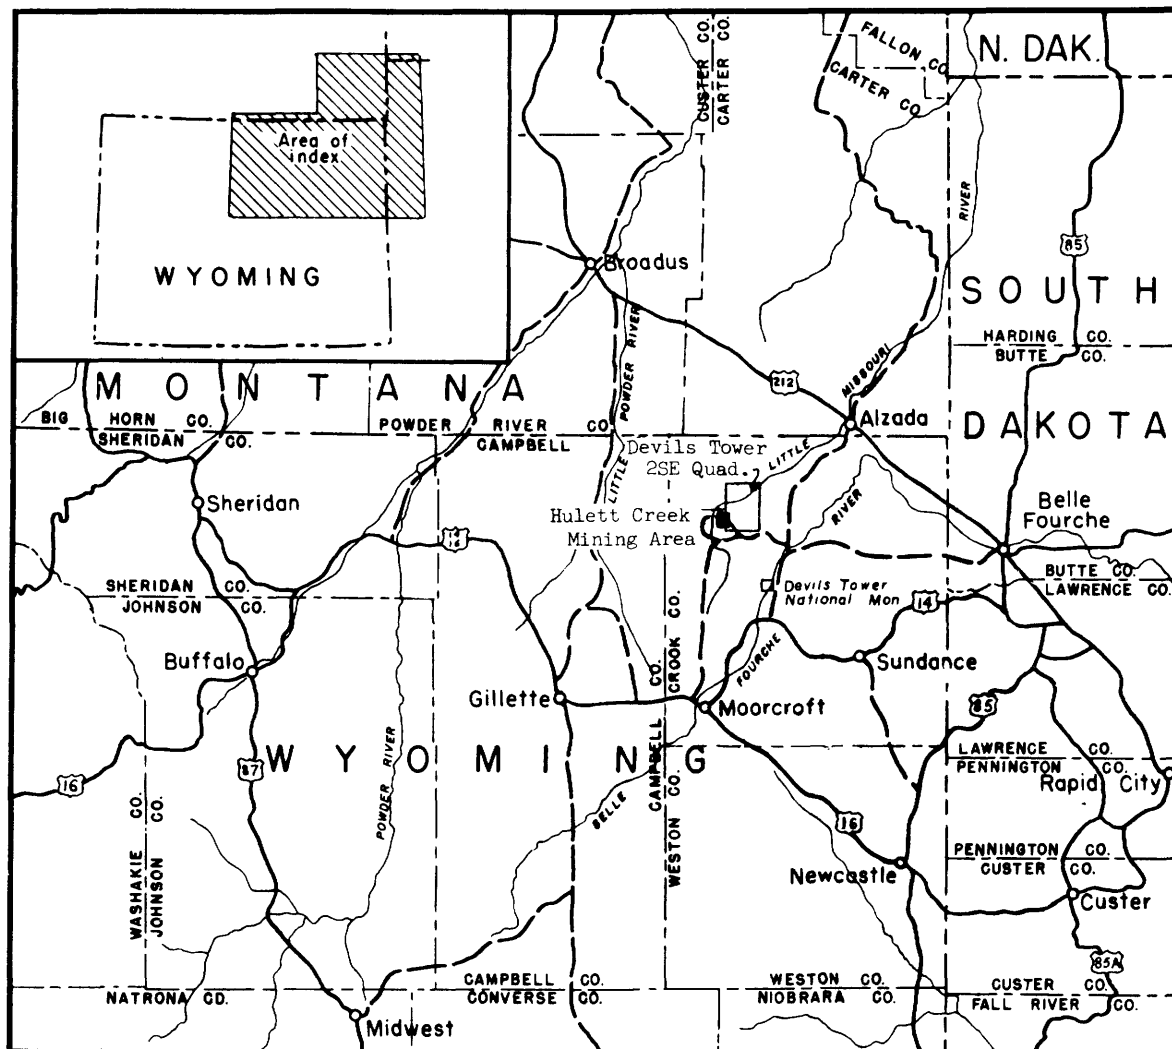 Area of
index
WYOMING
CUSTER CO.
CARTER CO.
FALLON CO.
CARTER CO.
N. DAK.
RIVER
85
Broadus
SOUTH
POWDER RIVER
HARDING CO.
BUTTE CO.
MISSOURI
212
MONTANA
BIG HORN CO.
SHERIDAN CO.
POWDER RIVER CO.
CAMPBELL
Alzada
DAKOTA
LITTLE
Devils Tower
2SE Quad.
LITTLE
Sheridan
RIVER
Belle
Fourche
Hulett Creek
Mining Area
14
16
SHERIDAN CO.
JOHNSON CO.
Devils Tower
National Mon
BUTTE CO.
LAWRENCE CO.
14
CROOK CO.
CAMPBELL CO.
FOURCHE
Buffalo
Sundance
Gillette
Moorcroft
85
POWDER RIVER
WYOMING
87
16
LAWRENCE CO.
PENNINGTON CO.
Rapid City
BELLE
WESTON CO.
16
WASHAKIE CO.
JOHNSON CO.
PENNINGTON CO.
CUSTER CO.
Newcastle
Custer
85A
NATRONA CO.
CAMPBELL CO.
CONVERSE CO.
WESTON CO.
NIOBRARA CO.
CUSTER CO.
FALL RIVER CO.
Midwest